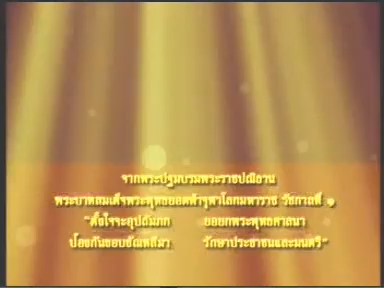 จากพระปฐมบรมพระราชปณิธาน
พระบาทสมเด็จพระพุทธยอดฟ้าจุฬาโลกมหาราช รัชกาลที่ ๑
"ตั้งใจจะอุปถัมภก ยอยกพระพุทธศาสนา
ป้องกันขอบขัณฑสีมา รักษาประชาชนและมนตรี"